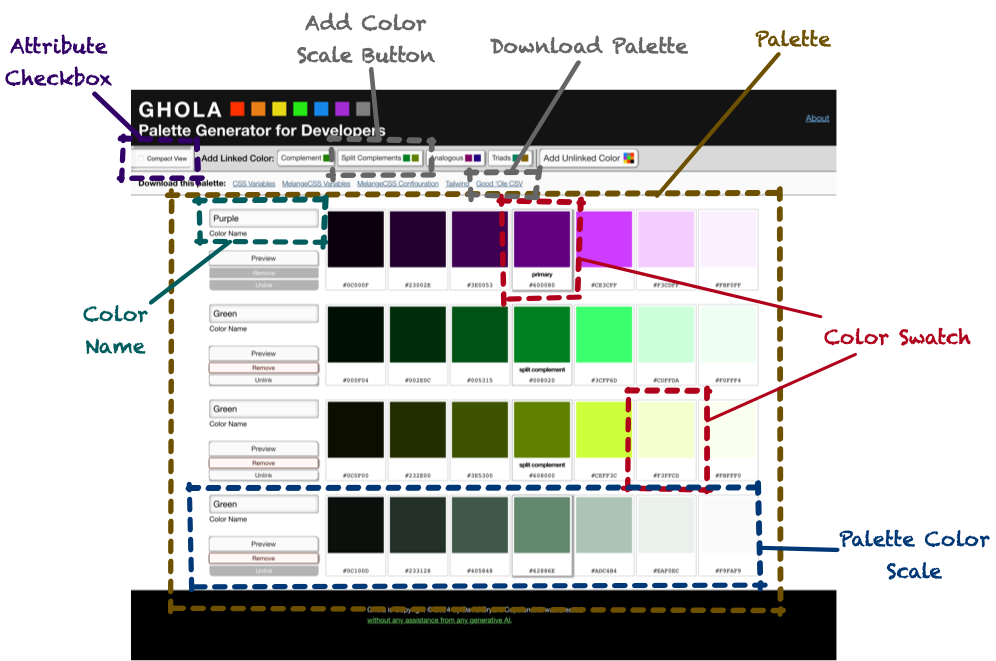 Attribute
Checkbox
Add Color
Scale Button
Download Palette
Palette
GHOLA
Palette Generator for Developers
About
Compact View
Add Linked Color:
Complement
Split Complements
Analogous
Triads
Add Unlinked Color
Download this palette:
CSS Variables
MelangeCSS Variables
MelangeCSS Configuration
Tailwind
Good 'Ole CSV
Purple
Color Name
Preview
Remove
Unlink
primary
#0C000F
#23002E
#3E0053
#600080
#CE3CFF
#F3CDFF
#FBF0FF
Color
Name
Green
Color Name
Preview
Remove
Unlink
split complement
#000F04
#002E0C
#005315
#008020
#3CFF6D
#CDFFDA
#F0FFF4
Color Swatch
Green
Color Name
Preview
Remove
Unlink
split complement
#0C0F00
#232E00
#3E5300
#608000
#CEFF3C
#F3FFCD
#FBFFF0
Green
Color Name
Preview
Remove
Unlink
#0C100D
#233128
#405848
#62886E
#ADC4B4
#EAF0EC
#F9FAF9
Palette Color
Scale
without any assistance from any generative AI.